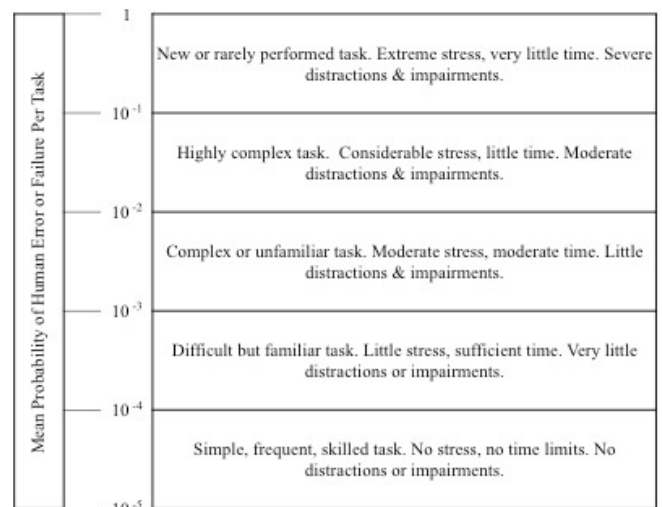 Mean Probability of Human Error or Failure Per Task
1
New or rarely performed task. Extreme stress, very little time. Severe
distractions & impairments.
10⁻¹
Highly complex task. Considerable stress, little time. Moderate
distractions & impairments.
10⁻²
Complex or unfamiliar task. Moderate stress, moderate time. Little
distractions & impairments.
10⁻³
Difficult but familiar task. Little stress, sufficient time. Very little
distractions or impairments.
10⁻⁴
Simple, frequent, skilled task. No stress, no time limits. No
distractions or impairments.
10⁻⁵